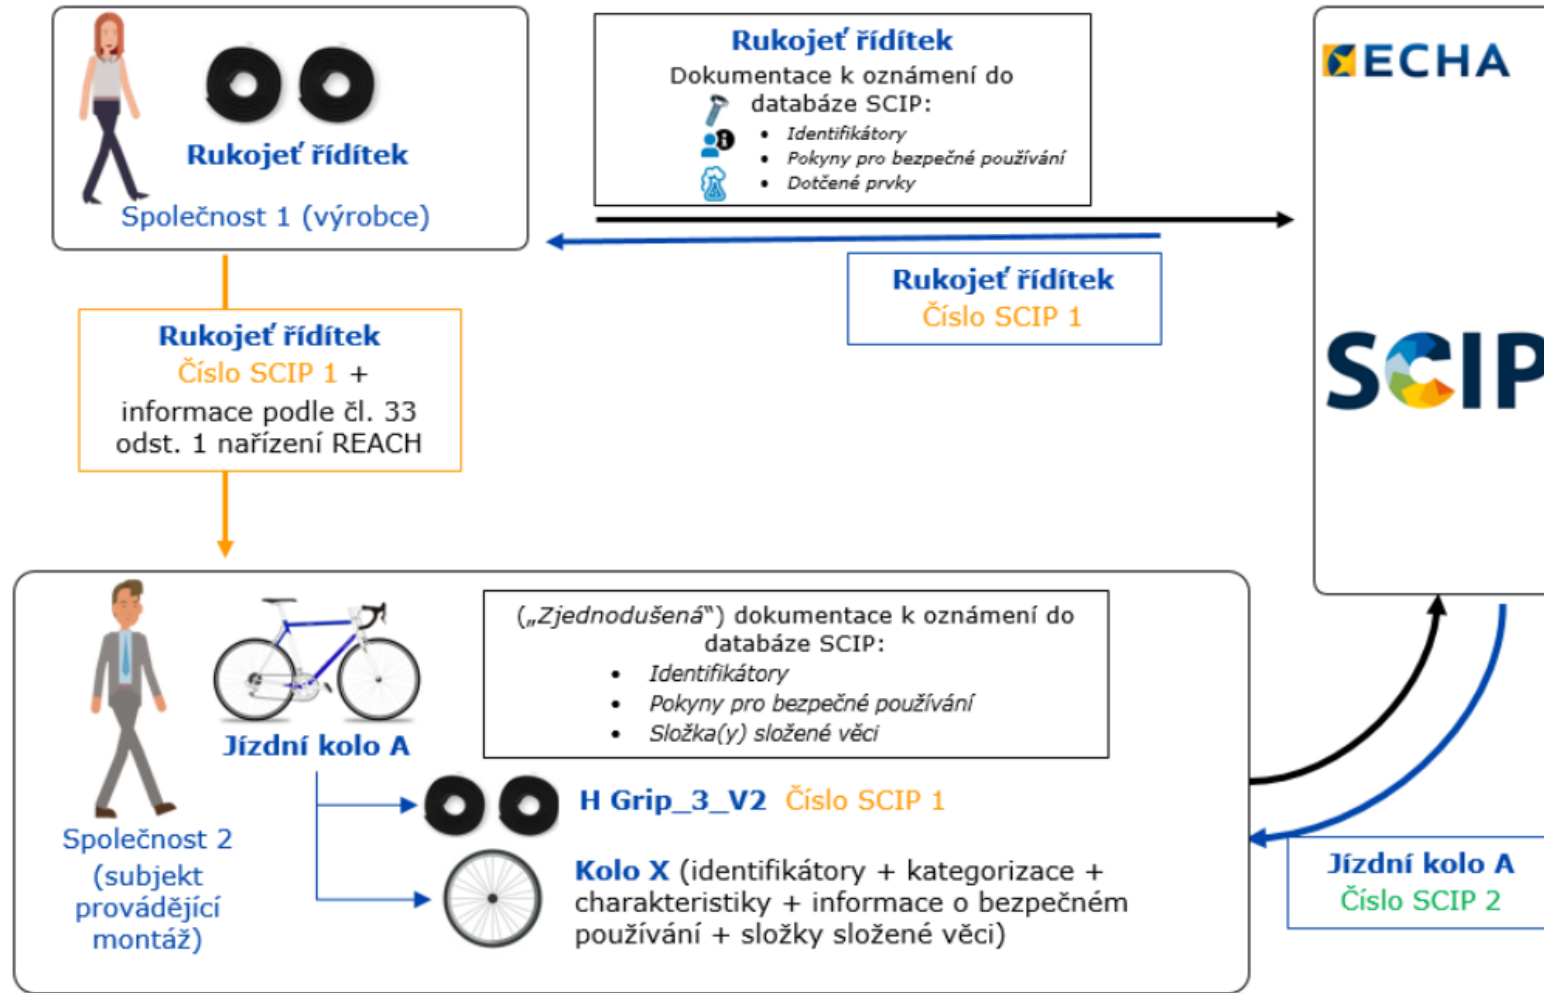 Rukojeť řídítek
Společnost 1 (výrobce)
Rukojeť řídítek
Dokumentace k oznámení do
databáze SCIP:
• Identifikátory
• Pokyny pro bezpečné používání
• Dotčené prvky
ECHA
SCIP
Rukojeť řídítek
Číslo SCIP 1
Rukojeť řídítek
Číslo SCIP 1 +
informace podle čl. 33
odst. 1 nařízení REACH
Jízdní kolo A
Společnost 2
(subjekt
provádějící
montáž)
(„Zjednodušená“) dokumentace k oznámení do
databáze SCIP:
• Identifikátory
• Pokyny pro bezpečné používání
• Složka(y) složené věci
H Grip_3_V2 Číslo SCIP 1
Kolo X (identifikátory + kategorizace +
charakteristiky + informace o bezpečném
používání + složky složené věci)
Jízdní kolo A
Číslo SCIP 2